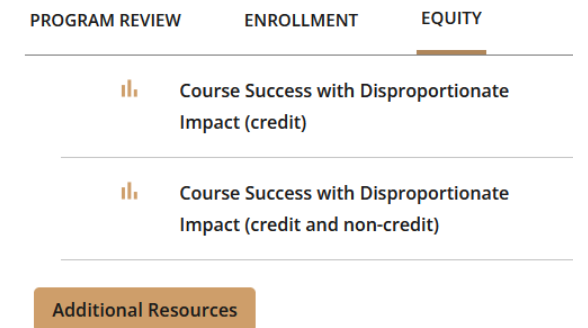 PROGRAM REVIEW ENROLLMENT EQUITY
Course Success with Disproportionate
Impact (credit)
Course Success with Disproportionate
Impact (credit and non-credit)
Additional Resources